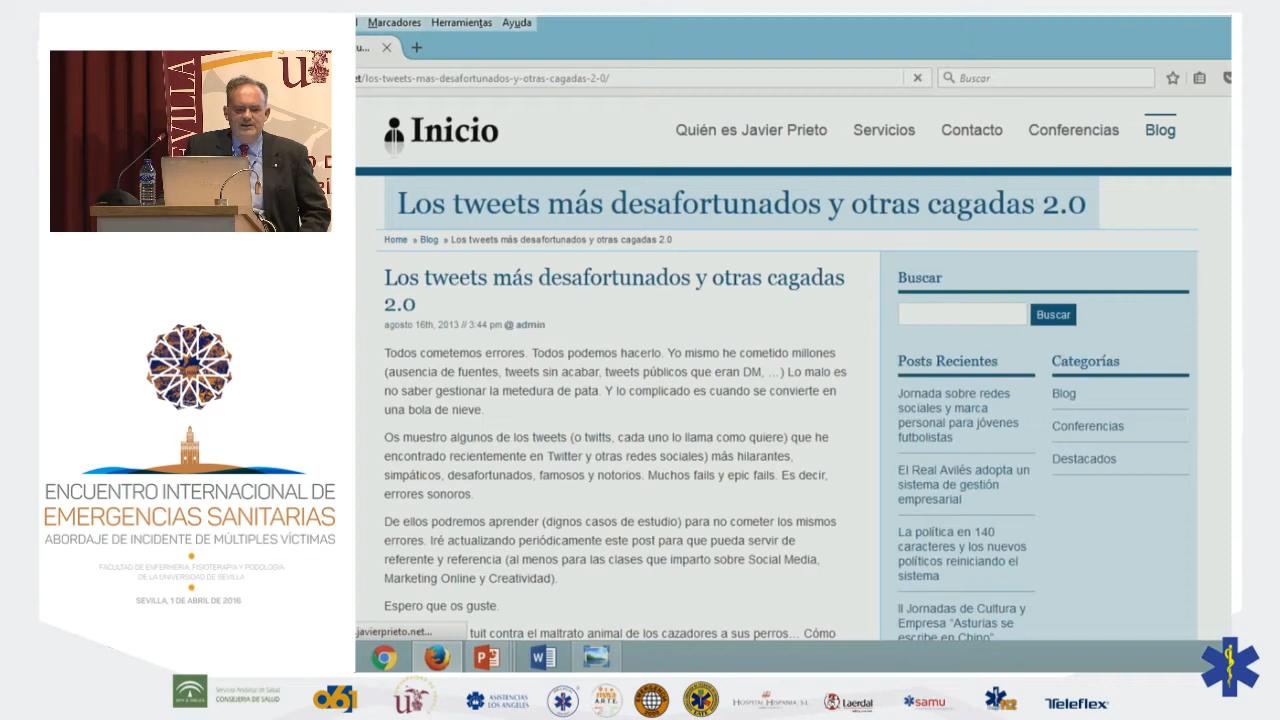 Marcadores Herramientas Ayuda
u...
/los-tweets-mas-desafortunados-y-otras-cagadas-2-0/
Buscar
Inicio
Quién es Javier Prieto Servicios Contacto Conferencias Blog
Los tweets más desafortunados y otras cagadas 2.0
Home » Blog » Los tweets más desafortunados y otras cagadas 2.0
Los tweets más desafortunados y otras cagadas
2.0
agosto 16th, 2013 // 3:44 pm @ admin
Todos cometemos errores. Todos podemos hacerlo. Yo mismo he cometido millones
(ausencia de fuentes, tweets sin acabar, tweets públicos que eran DM, ...) Lo malo es
no saber gestionar la metedura de pata. Y lo complicado es cuando se convierte en
una bola de nieve.
Os muestro algunos de los tweets (o twitts, cada uno lo llama como quiere) que he
encontrado recientemente en Twitter y otras redes sociales) más hilarantes,
simpáticos, desafortunados, famosos y notorios. Muchos fails y epic fails. Es decir,
errores sonoros.
De ellos podremos aprender (dignos casos de estudio) para no cometer los mismos
errores. Iré actualizando periódicamente este post para que pueda servir de
referente y referencia (al menos para las clases que imparto sobre Social Media,
Marketing Online y Creatividad).
Espero que os guste.
javierprieto.net...
tuit contra el maltrato animal de los cazadores a sus perros... Cómo
Buscar
Buscar
Posts Recientes
Jornada sobre redes
sociales y marca
personal para jóvenes
futbolistas
El Real Avilés adopta un
sistema de gestión
empresarial
La política en 140
caracteres y los nuevos
políticos reiniciando el
sistema
II Jornadas de Cultura y
Empresa “Asturias se
escribe en Chino”
Categorías
Blog
Conferencias
Destacados
SEVILLA
ENCUENTRO INTERNACIONAL DE
EMERGENCIAS SANITARIAS
ABORDAJE DE INCIDENTE DE MÚLTIPLES VÍCTIMAS
FACULTAD DE ENFERMERÍA, FISIOTERAPIA Y PODOLOGÍA
DE LA UNIVERSIDAD DE SEVILLA
SEVILLA, 1 DE ABRIL DE 2016
Servicio Andaluz de Salud
CONSEJERÍA DE SALUD
061
ASISTENCIAS
LOS ANGELES
HOSPITAL HISPANIA, S.L.
Laerdal
samu
Teleflex